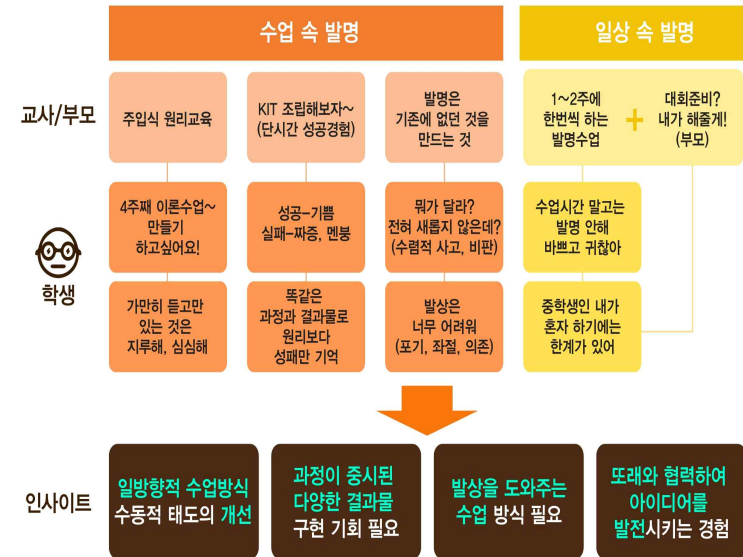 수업 속 발명
일상 속 발명
교사/부모
주입식 원리교육
KIT 조립해보자~
(단시간 성공경험)
발명은
기존에 없던 것을
만드는 것
1~2주에
한번씩 하는
발명수업
+
대회준비?
내가 해줄게!
(부모)
학생
4주째 이론수업~
만들기
하고싶어요!
성공-기쁨
실패-짜증, 멘붕
뭐가 달라?
전혀 새롭지 않은데?
(수렴적 사고, 비판)
수업시간 말고는
발명 안해
바쁘고 귀찮아
가만히 듣고만
있는 것은
지루해, 심심해
똑같은
과정과 결과물로
원리보다
성패만 기억
발상은
너무 어려워
(포기, 좌절, 의존)
중학생인 내가
혼자 하기에는
한계가 있어
인사이트
일방향적 수업방식
수동적 태도의 개선
과정이 중시된
다양한 결과물
구현 기회 필요
발상을 도와주는
수업 방식 필요
또래와 협력하여
아이디어를
발전시키는 경험